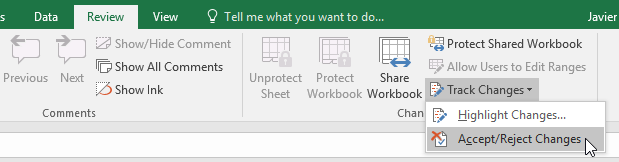 s Data Review Tell me what you want to do... Javier
Previous Next Show/Hide Comment
Show All Comments
Show Ink
Comments
Unprotect Sheet
Protect Workbook
Share Workbook
Protect Shared Workbook
Allow Users to Edit Ranges
Track Changes
Chan
Highlight Changes...
Accept/Reject Changes